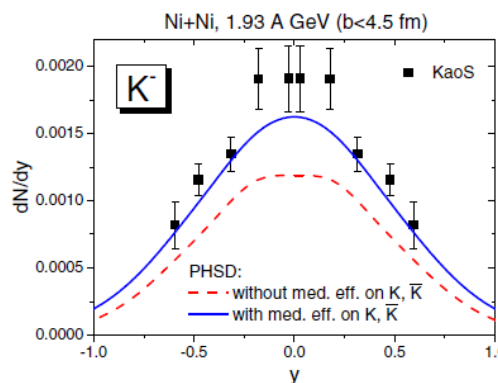 Ni+Ni, 1.93 A GeV (b<4.5 fm)
K⁻
KaoS
dN/dy
0.0020
0.0015
0.0010
0.0005
0.0000
PHSD:
without med. eff. on K, K̅
with med. eff. on K, K̅
-1.0 -0.5 0.0 0.5 1.0
y